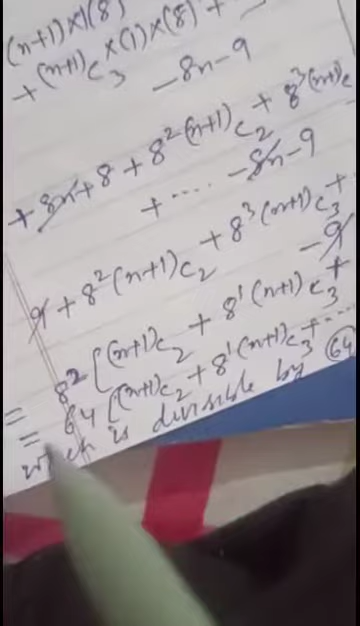 (n+1)×1(8)
+ (n+1)c₃ ×(1)×(8) + –
– 8n – 9
+ 8n + 8 + 8²(n+1)c₂ + 8³(n+1)c
+ .... – 8n – 9
9 + 8²(n+1)c₂ + 8³(n+1)c₃ +
– 9
= 8²[(n+1)c₂ + 8¹(n+1)c₃ +
= 64[(n+1)c₂ + 8¹(n+1)c₃ + ....
which is divisible by 64